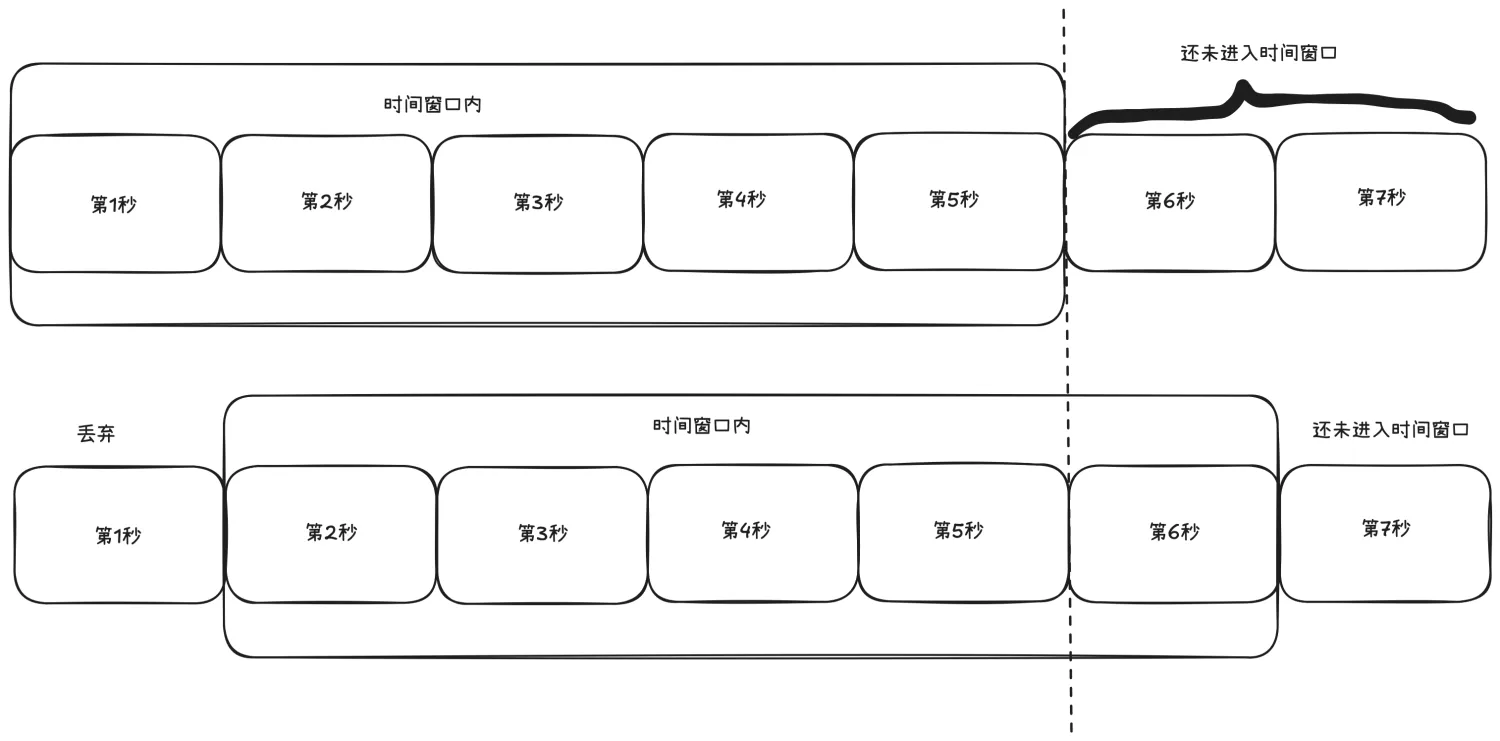 还未进入时间窗口
时间窗口内
第1秒
第2秒
第3秒
第4秒
第5秒
第6秒
第7秒
丢弃
时间窗口内
还未进入时间窗口
第1秒
第2秒
第3秒
第4秒
第5秒
第6秒
第7秒